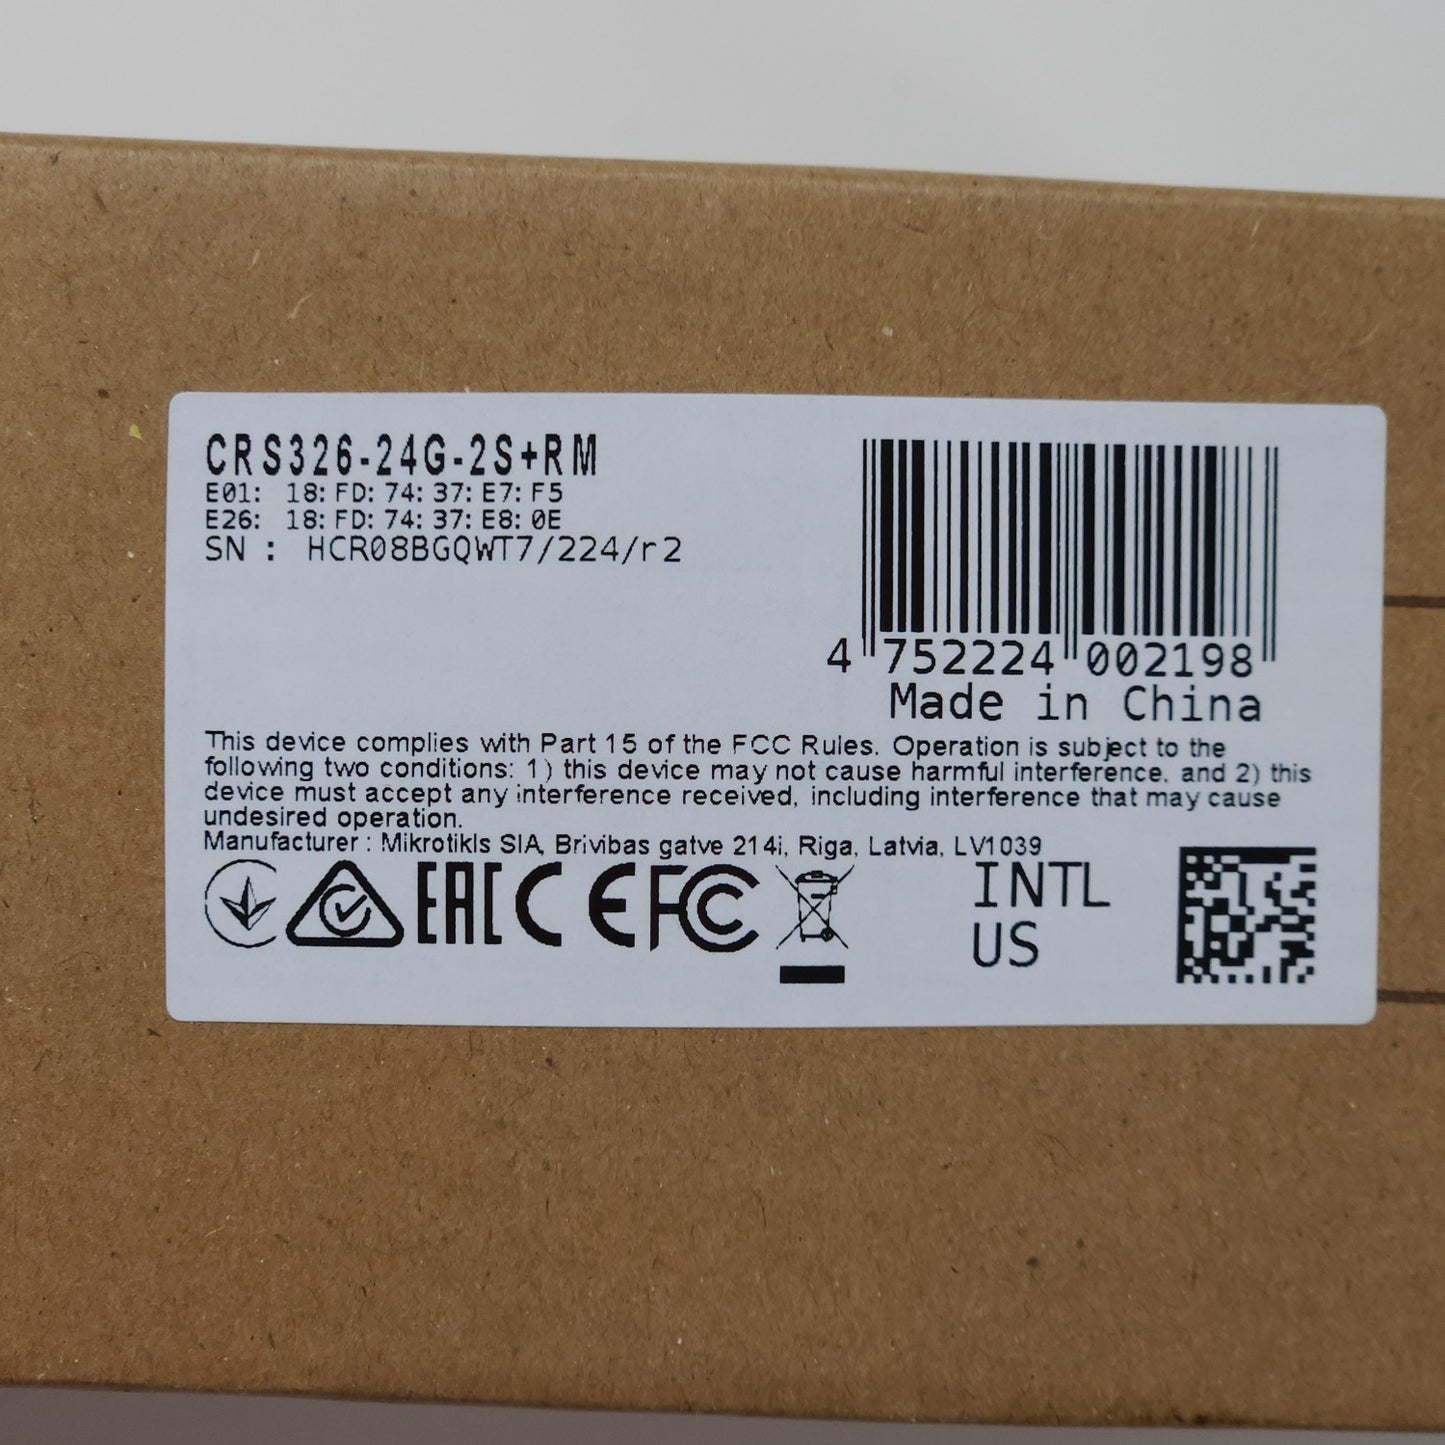 CRS326-24G-2S+RM
E01: 18:FD:74:37:E7:F5
E26: 18:FD:74:37:E8:0E
SN : HCR08BGQWT7/224/r2
4 752224 002198
Made in China
This device complies with Part 15 of the FCC Rules. Operation is subject to the
following two conditions: 1) this device may not cause harmful interference. and 2) this
device must accept any interference received, including interference that may cause
undesired operation.
Manufacturer : Mikrotikls SIA, Brivibas gatve 214i, Riga, Latvia, LV1039
EAC CE FC
INTL
US